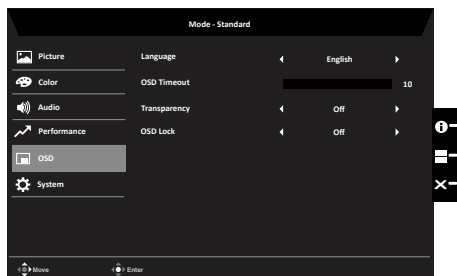 Mode - Standard
Picture
Language English
Color
OSD Timeout 10
Audio
Transparency Off
Performance
OSD Lock Off
OSD
System
Move Enter